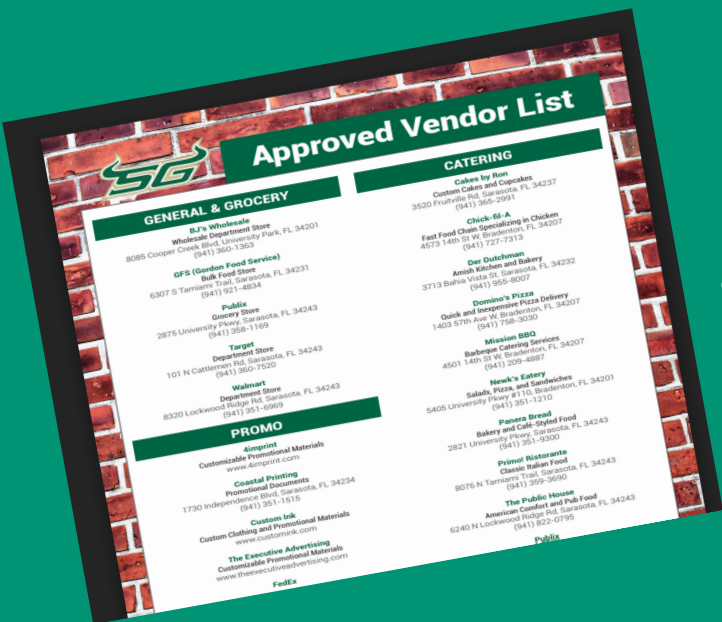 SG
Approved Vendor List
GENERAL & GROCERY
BJ's Wholesale
Wholesale Department Store
8085 Cooper Creek Blvd, University Park, FL 34201
(941) 360-1363
GFS (Gordon Food Service)
Bulk Food Store
6307 S Tamiami Trail, Sarasota, FL 34231
(941) 921-4834
Publix
Grocery Store
2875 University Pkwy, Sarasota, FL 34243
(941) 358-1169
Target
Department Store
101 N Cattlemen Rd, Sarasota, FL 34243
(941) 360-7520
Walmart
Department Store
8320 Lockwood Ridge Rd, Sarasota, FL 34243
(941) 351-6969
PROMO
4imprint
Customizable Promotional Materials
www.4imprint.com
Coastal Printing
Promotional Documents
1730 Independence Blvd, Sarasota, FL 34234
(941) 351-1515
Custom Ink
Custom Clothing and Promotional Materials
www.customink.com
The Executive Advertising
Customizable Promotional Materials
www.theexecutiveadvertising.com
FedEx
CATERING
Cakes by Ron
Custom Cakes and Cupcakes
3520 Fruitville Rd, Sarasota, FL 34237
(941) 365-2991
Chick-fil-A
Fast Food Chain Specializing in Chicken
4573 14th St W, Bradenton, FL 34207
(941) 727-7313
Der Dutchman
Amish Kitchen and Bakery
3713 Bahia Vista St, Sarasota, FL 34232
(941) 955-8007
Domino's Pizza
Quick and Inexpensive Pizza Delivery
1403 57th Ave W, Bradenton, FL 34207
(941) 758-3030
Mission BBQ
Barbeque Catering Services
4501 14th St W, Bradenton, FL 34207
(941) 209-4887
Newk's Eatery
Salads, Pizza, and Sandwiches
5405 University Pkwy #110, Bradenton, FL 34201
(941) 351-1210
Panera Bread
Bakery and Café-Styled Food
2821 University Pkwy, Sarasota, FL 34243
(941) 351-9300
Primo! Ristorante
Classic Italian Food
8076 N Tamiami Trail, Sarasota, FL 34243
(941) 359-3690
The Public House
American Comfort and Pub Food
6240 N Lockwood Ridge Rd, Sarasota, FL 34243
(941) 822-0795
Publix